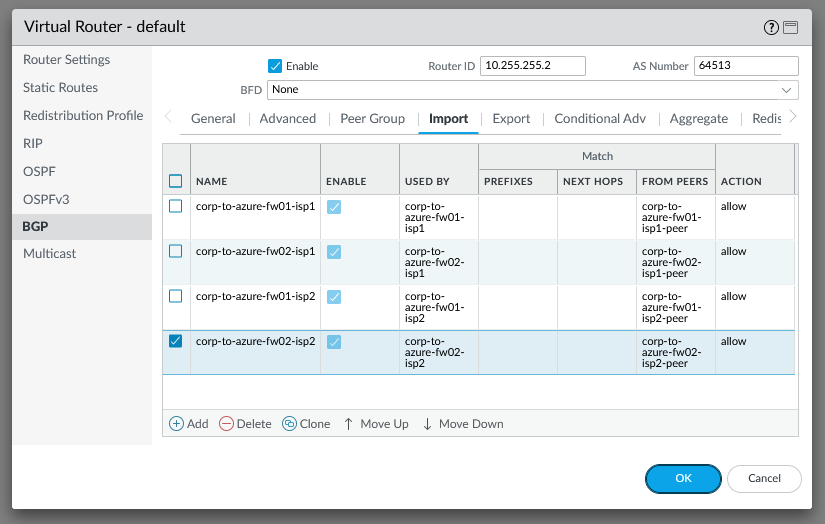 Virtual Router - default
Router Settings
Static Routes
Redistribution Profile
RIP
OSPF
OSPFv3
BGP
Multicast
Enable
Router ID 10.255.255.2
AS Number 64513
BFD None
General Advanced Peer Group Import Export Conditional Adv Aggregate Redis
Match
NAME ENABLE USED BY PREFIXES NEXT HOPS FROM PEERS ACTION
corp-to-azure-fw01-isp1
corp-to-
azure-fw01-
isp1
corp-to-
azure-fw01-
isp1-peer
allow
corp-to-azure-fw02-isp1
corp-to-
azure-fw02-
isp1
corp-to-
azure-fw02-
isp1-peer
allow
corp-to-azure-fw01-isp2
corp-to-
azure-fw01-
isp2
corp-to-
azure-fw01-
isp2-peer
allow
corp-to-azure-fw02-isp2
corp-to-
azure-fw02-
isp2
corp-to-
azure-fw02-
isp2-peer
allow
Add Delete Clone Move Up Move Down
OK Cancel